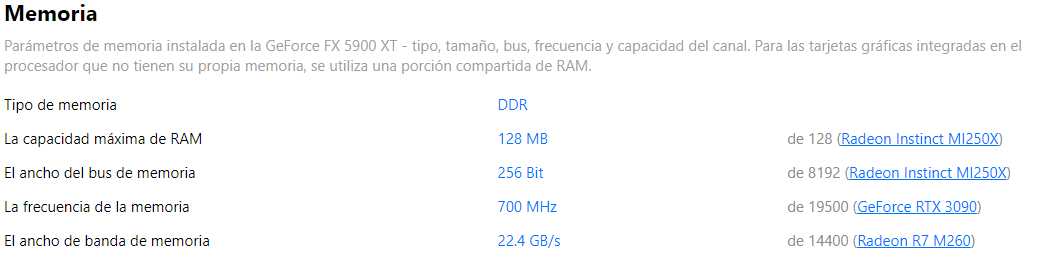 Memoria
Parámetros de memoria instalada en la GeForce FX 5900 XT - tipo, tamaño, bus, frecuencia y capacidad del canal. Para las tarjetas gráficas integradas en el
procesador que no tienen su propia memoria, se utiliza una porción compartida de RAM.
Tipo de memoria DDR
La capacidad máxima de RAM 128 MB de 128 (Radeon Instinct MI250X)
El ancho del bus de memoria 256 Bit de 8192 (Radeon Instinct MI250X)
La frecuencia de la memoria 700 MHz de 19500 (GeForce RTX 3090)
El ancho de banda de memoria 22.4 GB/s de 14400 (Radeon R7 M260)